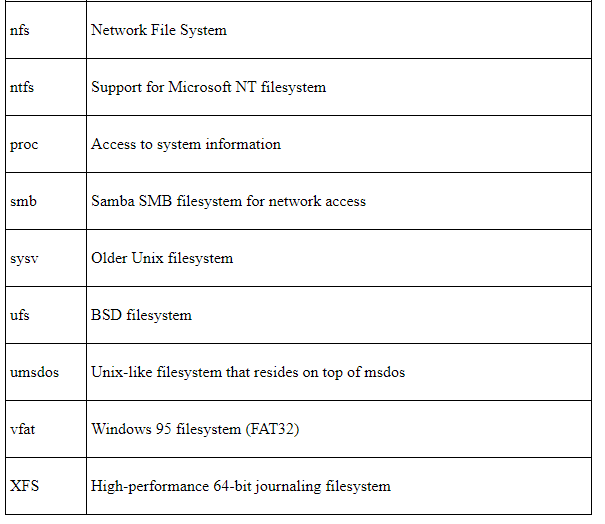 nfs Network File System
ntfs Support for Microsoft NT filesystem
proc Access to system information
smb Samba SMB filesystem for network access
sysv Older Unix filesystem
ufs BSD filesystem
umsdos Unix-like filesystem that resides on top of msdos
vfat Windows 95 filesystem (FAT32)
XFS High-performance 64-bit journaling filesystem